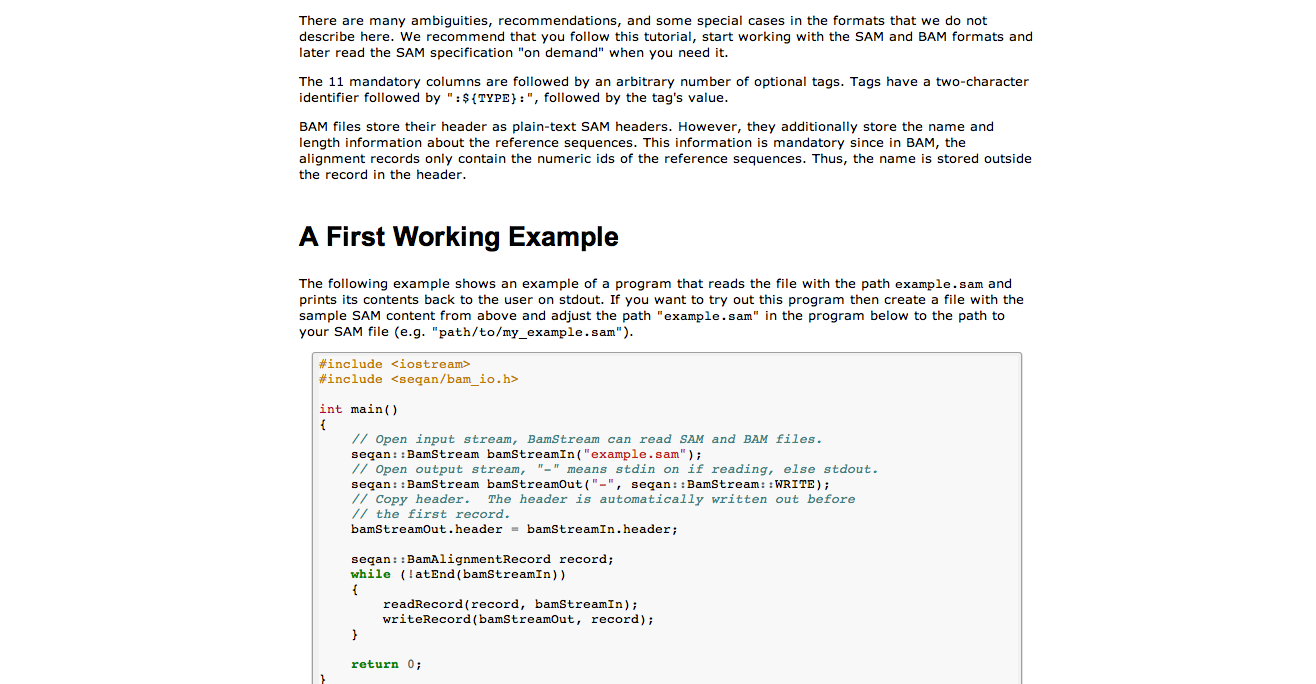 There are many ambiguities, recommendations, and some special cases in the formats that we do not
describe here. We recommend that you follow this tutorial, start working with the SAM and BAM formats and
later read the SAM specification "on demand" when you need it.
The 11 mandatory columns are followed by an arbitrary number of optional tags. Tags have a two-character
identifier followed by ":${TYPE}:", followed by the tag's value.
BAM files store their header as plain-text SAM headers. However, they additionally store the name and
length information about the reference sequences. This information is mandatory since in BAM, the
alignment records only contain the numeric ids of the reference sequences. Thus, the name is stored outside
the record in the header.
A First Working Example
The following example shows an example of a program that reads the file with the path example.sam and
prints its contents back to the user on stdout. If you want to try out this program then create a file with the
sample SAM content from above and adjust the path "example.sam" in the program below to the path to
your SAM file (e.g. "path/to/my_example.sam").
#include <iostream>
#include <seqan/bam_io.h>
int main()
{
    // Open input stream, BamStream can read SAM and BAM files.
    seqan::BamStream bamStreamIn("example.sam");
    // Open output stream, "-" means stdin on if reading, else stdout.
    seqan::BamStream bamStreamOut("-", seqan::BamStream::WRITE);
    // Copy header.  The header is automatically written out before
    // the first record.
    bamStreamOut.header = bamStreamIn.header;
    seqan::BamAlignmentRecord record;
    while (!atEnd(bamStreamIn))
    {
        readRecord(record, bamStreamIn);
        writeRecord(bamStreamOut, record);
    }
    return 0;
}